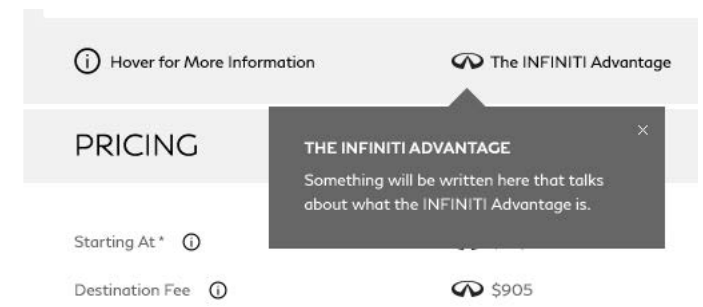 Hover for More Information
The INFINITI Advantage
PRICING
THE INFINITI ADVANTAGE
Something will be written here that talks
about what the INFINITI Advantage is.
Starting At *
Destination Fee
$905